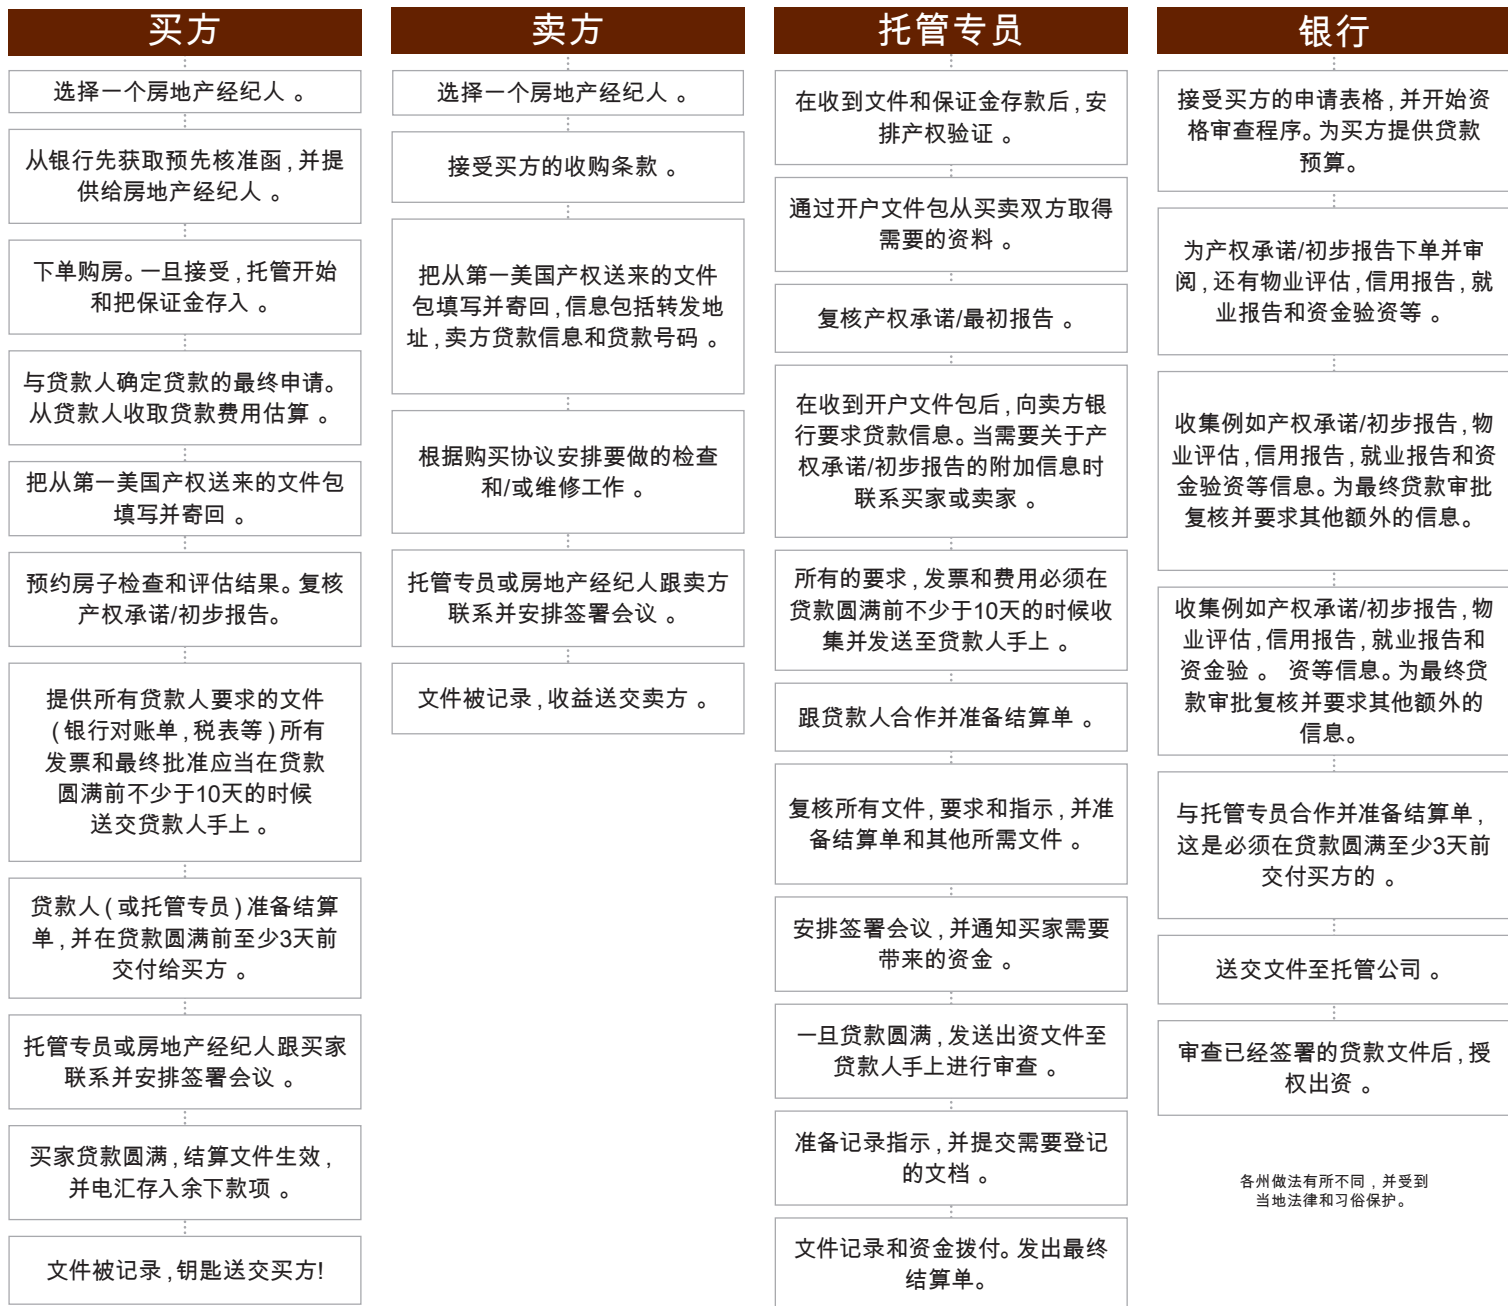 买方
选择一个房地产经纪人 。
从银行先获取预先核准函,并提
供给房地产经纪人 。
下单购房。一旦接受,托管开始
和把保证金存入 。
与贷款人确定贷款的最终申请。
从贷款人收取贷款费用估算 。
把从第一美国产权送来的文件包
填写并寄回 。
预约房子检查和评估结果。复核
产权承诺/初步报告。
提供所有贷款人要求的文件
(银行对账单,税表等)所有
发票和最终批准应当在贷款
圆满前不少于10天的时候
送交贷款人手上 。
贷款人(或托管专员)准备结算
单,并在贷款圆满前至少3天前
交付给买方 。
托管专员或房地产经纪人跟买家
联系并安排签署会议 。
买家贷款圆满,结算文件生效,
并电汇存入余下款项 。
文件被记录,钥匙送交买方!
卖方
选择一个房地产经纪人 。
接受买方的收购条款 。
把从第一美国产权送来的文件
包填写并寄回,信息包括转发地
址,卖方贷款信息和贷款号码 。
根据购买协议安排要做的检查
和/或维修工作 。
托管专员或房地产经纪人跟卖方
联系并安排签署会议 。
文件被记录,收益送交卖方 。
托管专员
在收到文件和保证金存款后,安
排产权验证 。
通过开户文件包从买卖双方取得
需要的资料 。
复核产权承诺/最初报告 。
在收到开户文件包后,向卖方银
行要求贷款信息。当需要关于产
权承诺/初步报告的附加信息时
联系买家或卖家 。
所有的要求,发票和费用必须在
贷款圆满前不少于10天的时候收
集并发送至贷款人手上 。
跟贷款人合作并准备结算单 。
复核所有文件,要求和指示,并准
备结算单和其他所需文件 。
安排签署会议,并通知买家需要
带来的资金 。
一旦贷款圆满,发送出资文件至
贷款人手上进行审查 。
准备记录指示,并提交需要登记
的文档 。
文件记录和资金拨付。发出最终
结算单。
银行
接受买方的申请表格,并开始资
格审查程序。为买方提供贷款
预算。
为产权承诺/初步报告下单并审
阅,还有物业评估,信用报告,就
业报告和资金验资等 。
收集例如产权承诺/初步报告,物
业评估,信用报告,就业报告和资
金验资等信息。为最终贷款审批
复核并要求其他额外的信息。
收集例如产权承诺/初步报告,物
业评估,信用报告,就业报告和
资金验 。 资等信息。为最终贷
款审批复核并要求其他额外的
信息。
与托管专员合作并准备结算单,
这是必须在贷款圆满至少3天前
交付买方的 。
送交文件至托管公司 。
审查已经签署的贷款文件后,授
权出资 。
各州做法有所不同,并受到
当地法律和习俗保护。